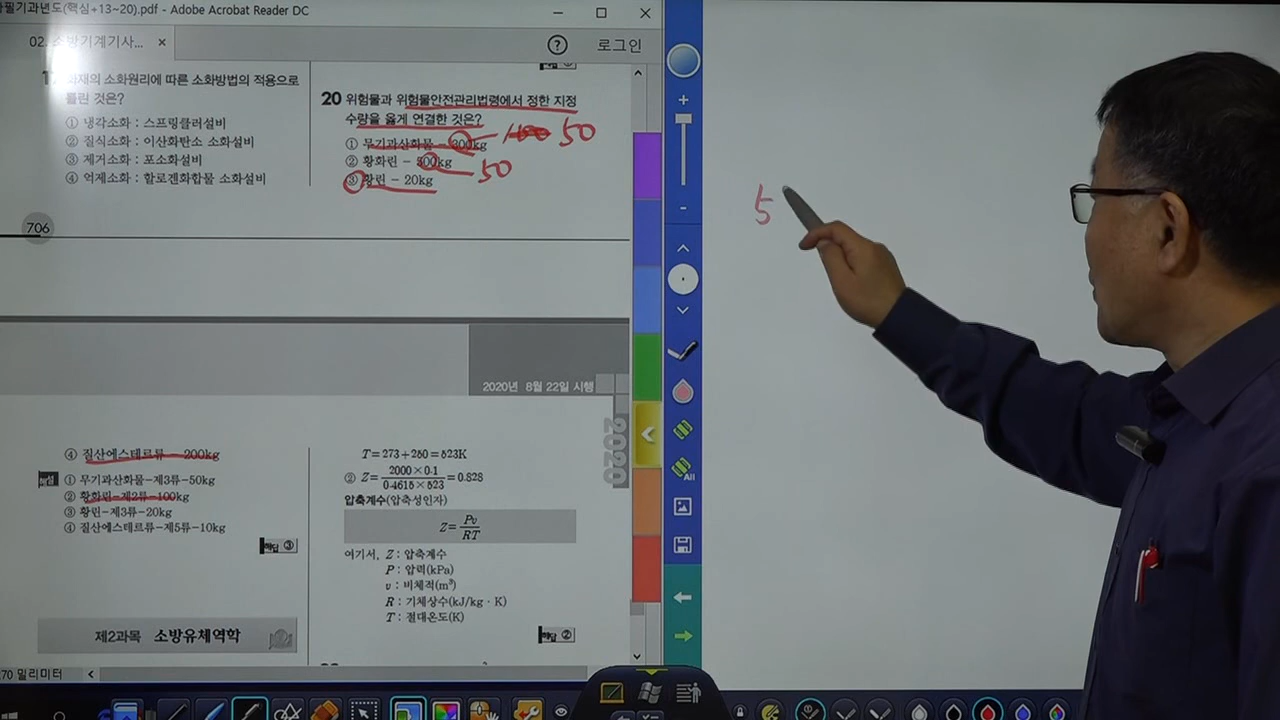 필기과년도(핵심+13~20).pdf - Adobe Acrobat Reader DC
02. 소방기계기사...
로그인
화재의 소화원리에 따른 소화방법의 적용으로
틀린 것은?
① 냉각소화 : 스프링클러설비
② 질식소화 : 이산화탄소 소화설비
③ 제거소화 : 포소화설비
④ 억제소화 : 할로겐화합물 소화설비
706
20 위험물과 위험물안전관리법령에서 정한 지정
수량을 옳게 연결한 것은?
① 무기과산화물 - 300kg
50
② 황화린 - 500kg
50
③ 황린 - 20kg
5
2020년 8월 22일 시행
2020
④ 질산에스테르류 - 200kg
해설 ① 무기과산화물-제3류-50kg
② 황화린-제2류-100kg
③ 황린-제3류-20kg
④ 질산에스테르류-제5류-10kg
해답 ③
제2과목 소방유체역학
T=273+250=523K
② Z=2000×0.1/0.4615×523=0.828
압축계수(압축성인자)
Z=Pv/RT
여기서, Z : 압축계수
P : 압력(kPa)
v : 비체적(m³)
R : 기체상수(kJ/kg · K)
T : 절대온도(K)
해답 ②
All
70 밀리미터